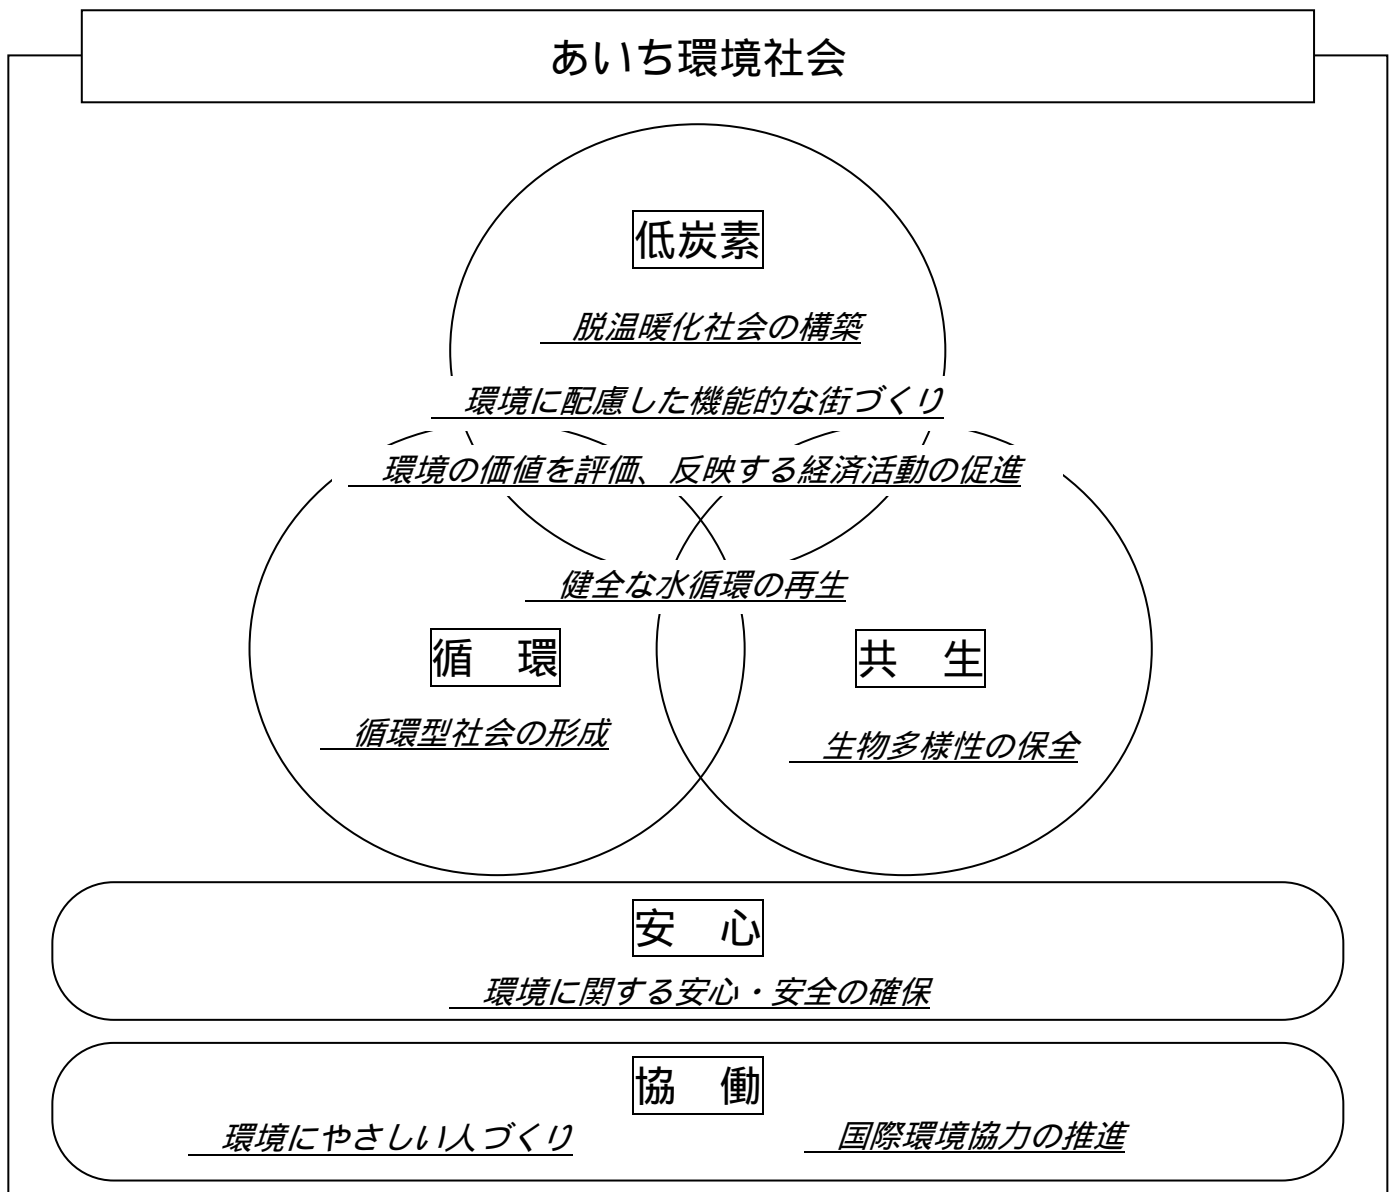 あいち環境社会
低炭素
脱温暖化社会の構築
環境に配慮した機能的な街づくり
環境の価値を評価、反映する経済活動の促進
健全な水循環の再生
循　環
共　生
循環型社会の形成
生物多様性の保全
安　心
環境に関する安心・安全の確保
協　働
環境にやさしい人づくり
国際環境協力の推進